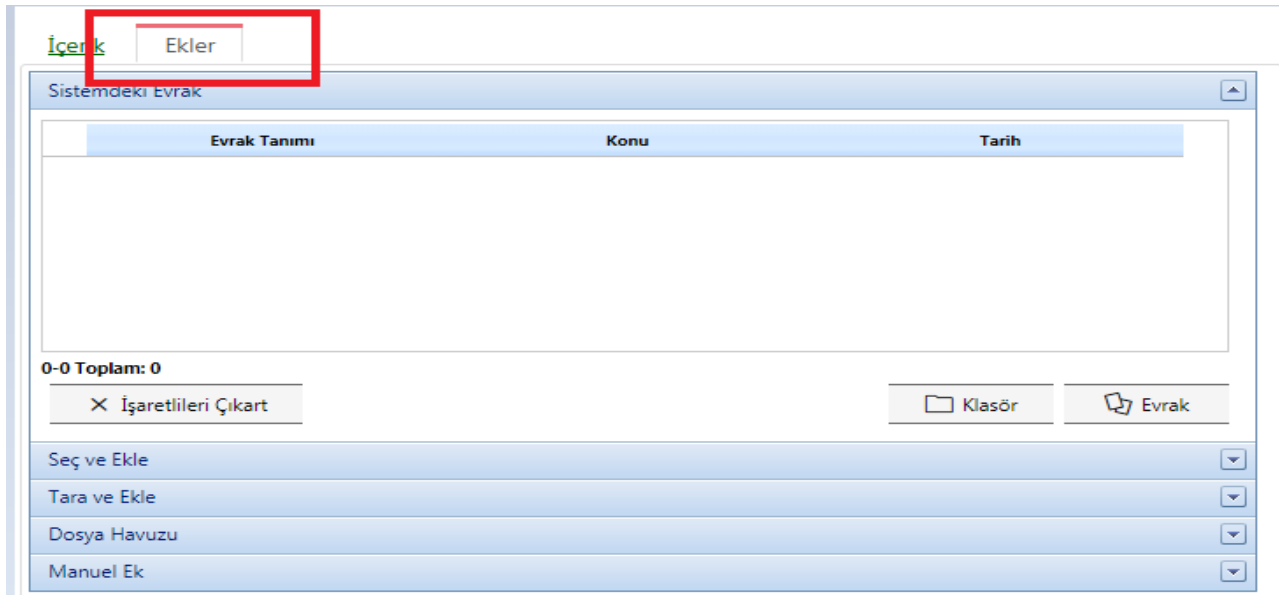 İçerik Ekler
Sistemdeki Evrak
Evrak Tanımı Konu Tarih
0-0 Toplam: 0
İşaretlileri Çıkart Klasör Evrak
Seç ve Ekle
Tara ve Ekle
Dosya Havuzu
Manuel Ek